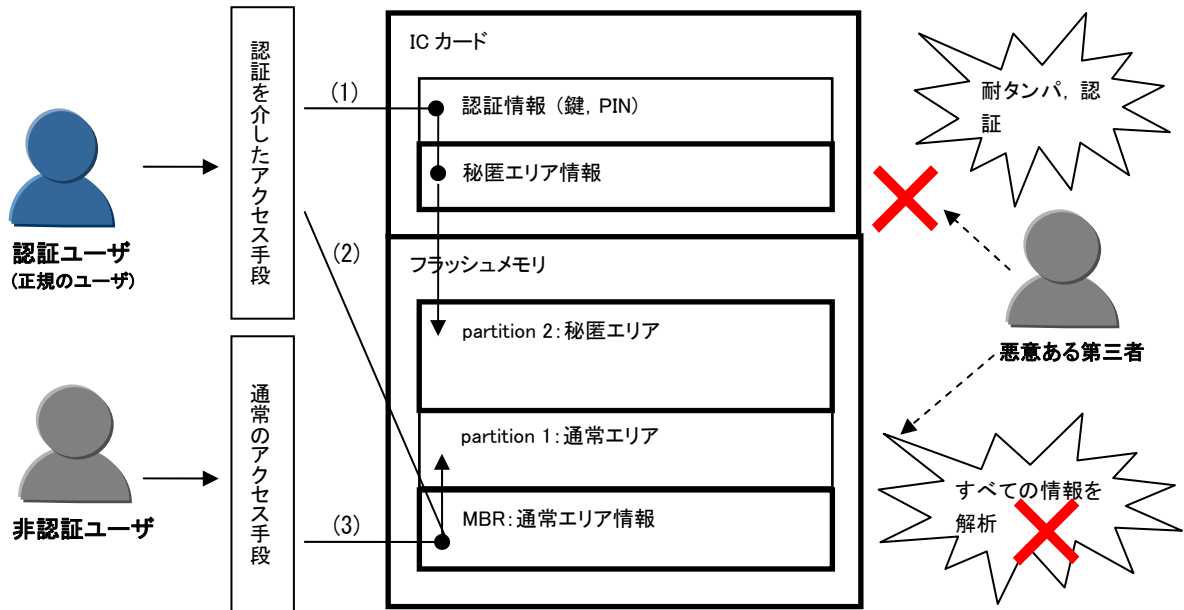 認証を介したアクセス手段
通常のアクセス手段
認証ユーザ
(正規のユーザ)
非認証ユーザ
(1)
(2)
(3)
IC カード
認証情報 (鍵, PIN)
秘匿エリア情報
フラッシュメモリ
partition 2:秘匿エリア
partition 1:通常エリア
MBR:通常エリア情報
耐タンパ, 認
証
悪意ある第三者
すべての情報を
解析